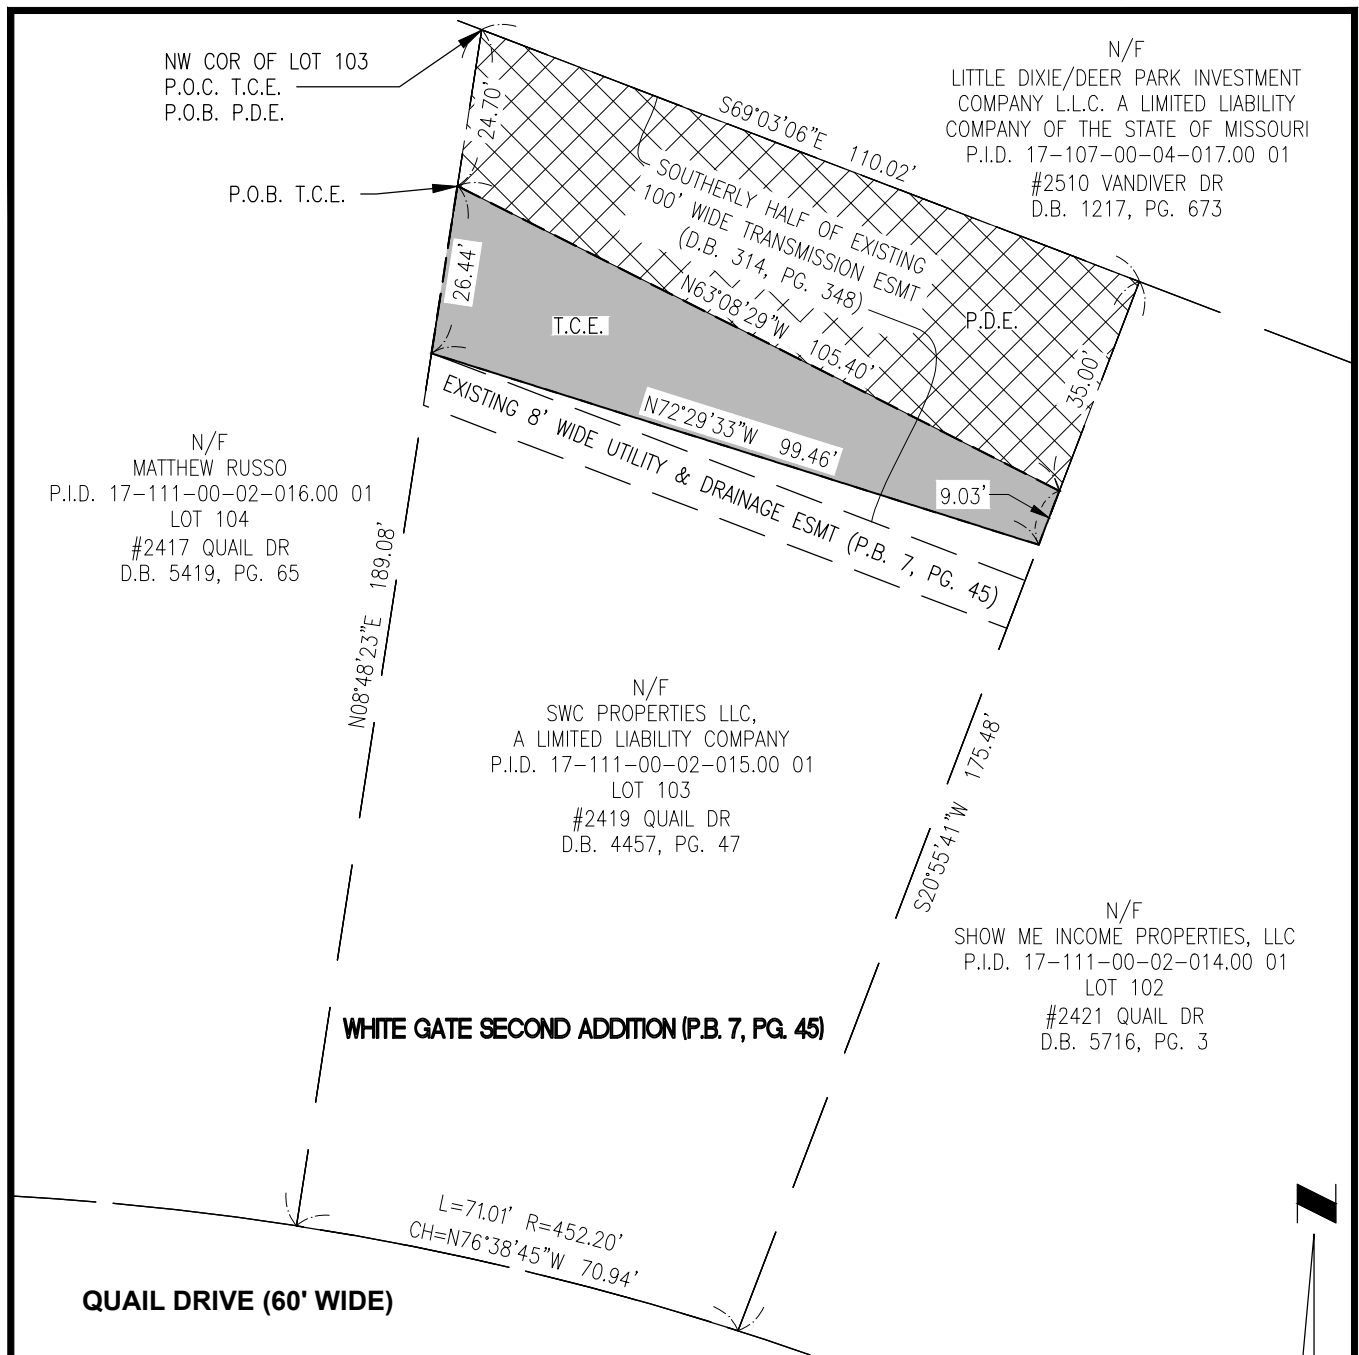 NW COR OF LOT 103
P.O.C. T.C.E.
P.O.B. P.D.E.
N/F
LITTLE DIXIE/DEER PARK INVESTMENT
COMPANY L.L.C. A LIMITED LIABILITY
COMPANY OF THE STATE OF MISSOURI
P.I.D. 17-107-00-04-017.00 01
#2510 VANDIVER DR
D.B. 1217, PG. 673
24.70'
S69°03'06"E 110.02'
P.O.B. T.C.E.
SOUTHERLY HALF OF EXISTING
100' WIDE TRANSMISSION ESMT
(D.B. 314, PG. 348)
26.44'
T.C.E.
N63°08'29"W 105.40'
P.D.E.
35.00'
N72°29'33"W 99.46'
9.03'
EXISTING 8' WIDE UTILITY & DRAINAGE ESMT (P.B. 7, PG. 45)
N/F
MATTHEW RUSSO
P.I.D. 17-111-00-02-016.00 01
LOT 104
#2417 QUAIL DR
D.B. 5419, PG. 65
N08°48'23"E 189.08'
N/F
SWC PROPERTIES LLC,
A LIMITED LIABILITY COMPANY
P.I.D. 17-111-00-02-015.00 01
LOT 103
#2419 QUAIL DR
D.B. 4457, PG. 47
S20°55'41"W 175.48'
N/F
SHOW ME INCOME PROPERTIES, LLC
P.I.D. 17-111-00-02-014.00 01
LOT 102
#2421 QUAIL DR
D.B. 5716, PG. 3
WHITE GATE SECOND ADDITION (P.B. 7, PG. 45)
L=71.01' R=452.20'
CH=N76°38'45"W 70.94'
QUAIL DRIVE (60' WIDE)
N